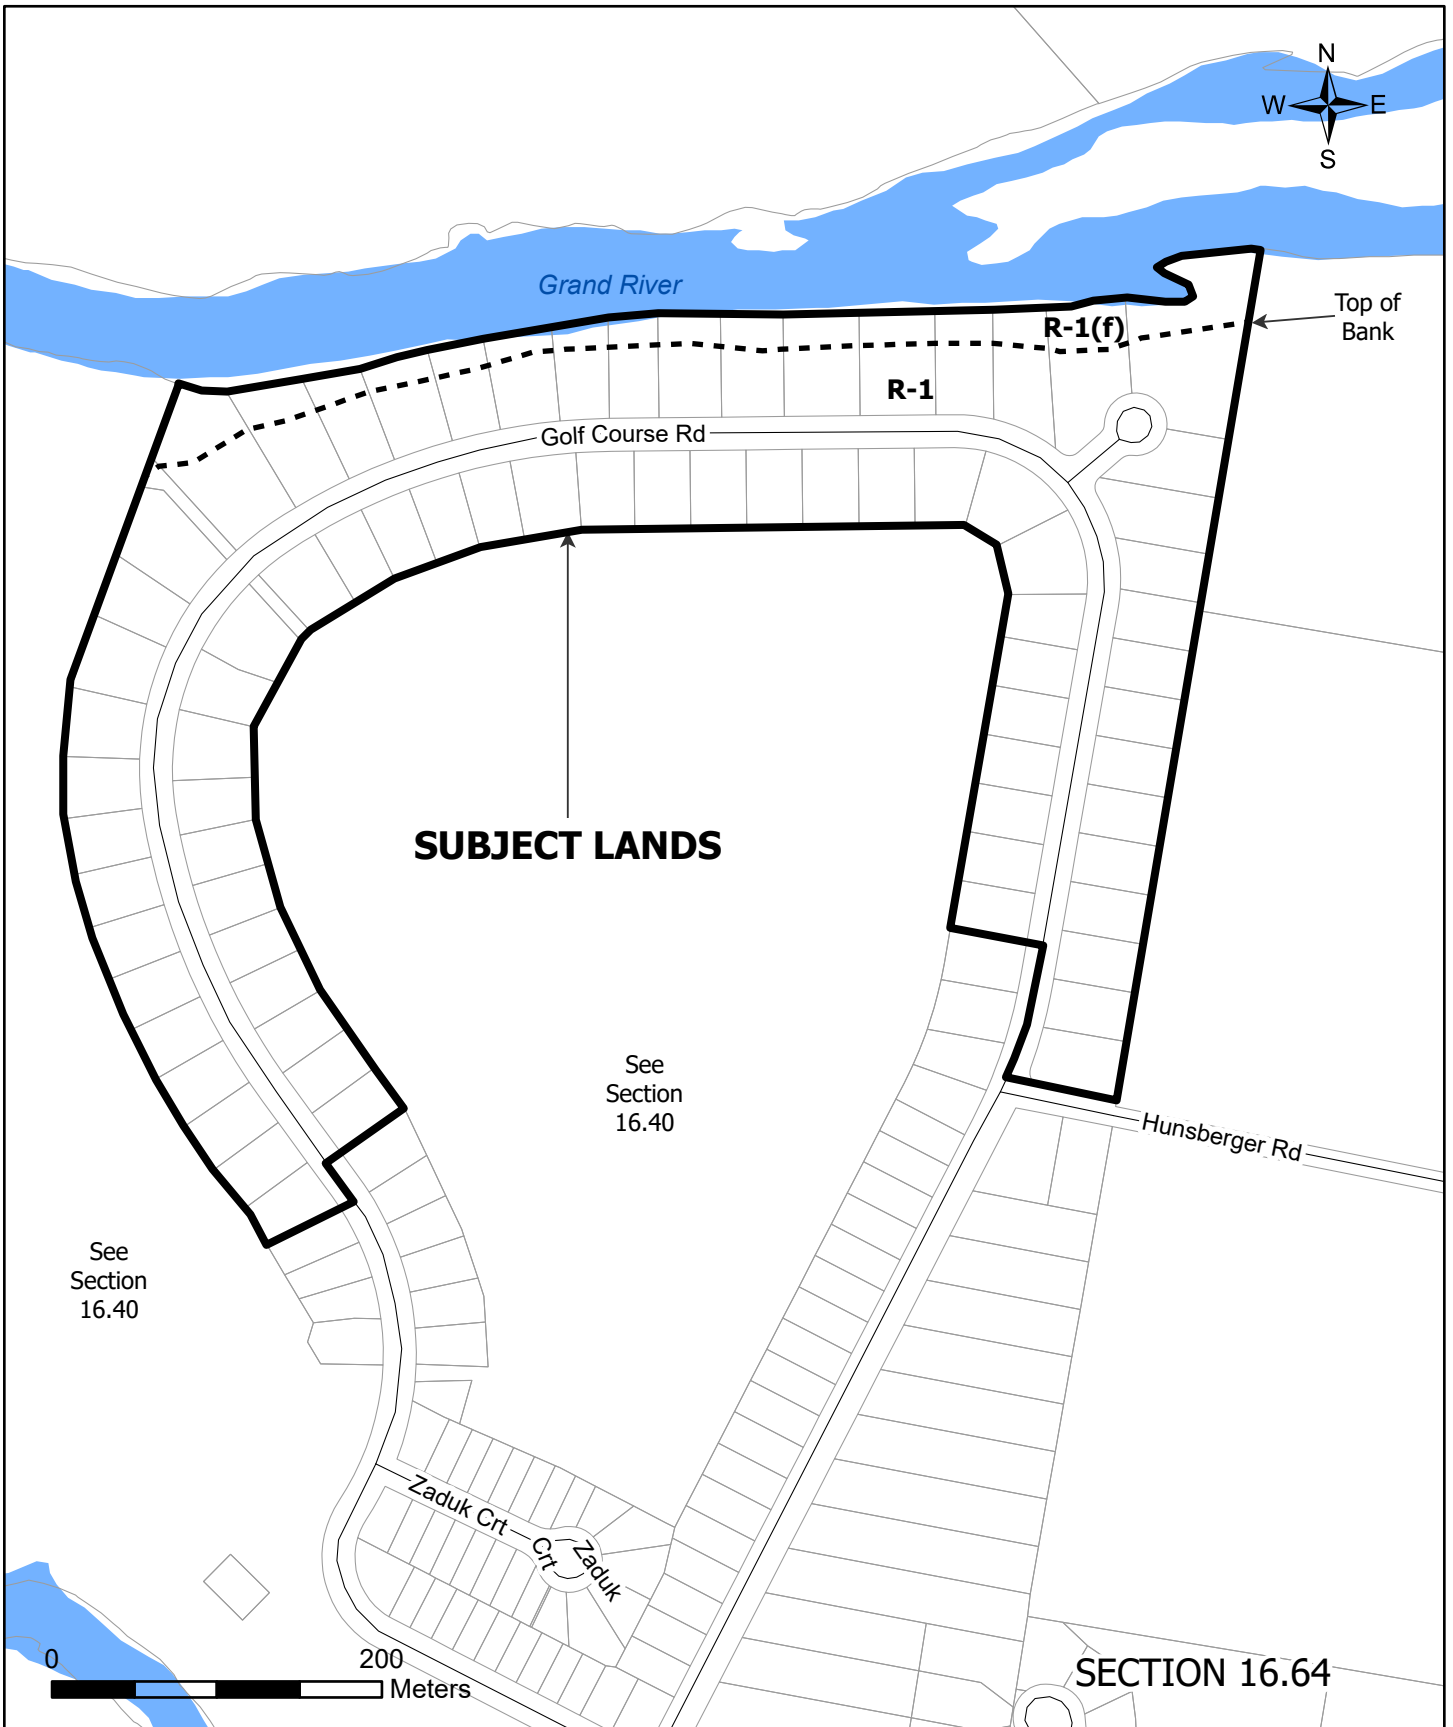 N
W E
S
Grand River
Top of
Bank
R-1(f)
R-1
Golf Course Rd
SUBJECT LANDS
See
Section
16.40
Hunsberger Rd
See
Section
16.40
Zaduk Crt
Zaduk
Crt
0 200
Meters
SECTION 16.64